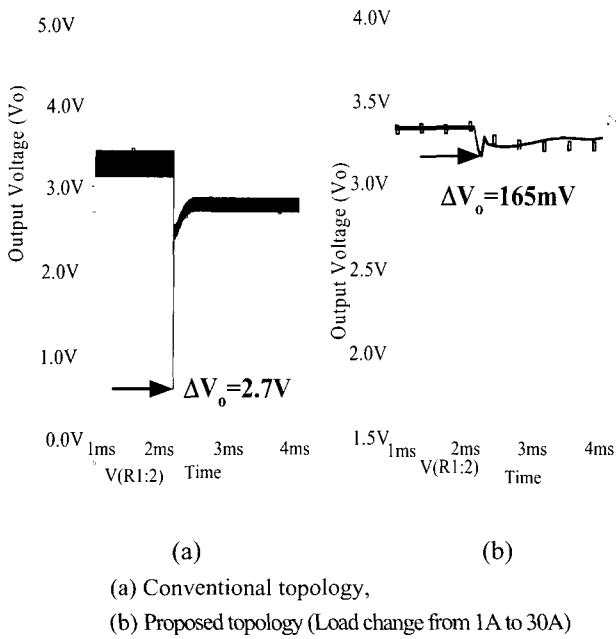 5.0V
4.0V
3.0V
2.0V
1.0V
0.0V
Output Voltage (Vo)
ΔVo=2.7V
1ms 2ms 3ms 4ms
V(R1:2) Time
4.0V
3.5V
3.0V
2.5V
2.0V
1.5V
Output Voltage (Vo)
ΔVo=165mV
1ms 2ms 3ms 4ms
V(R1:2) Time
(a) (b)
(a) Conventional topology,
(b) Proposed topology (Load change from 1A to 30A)